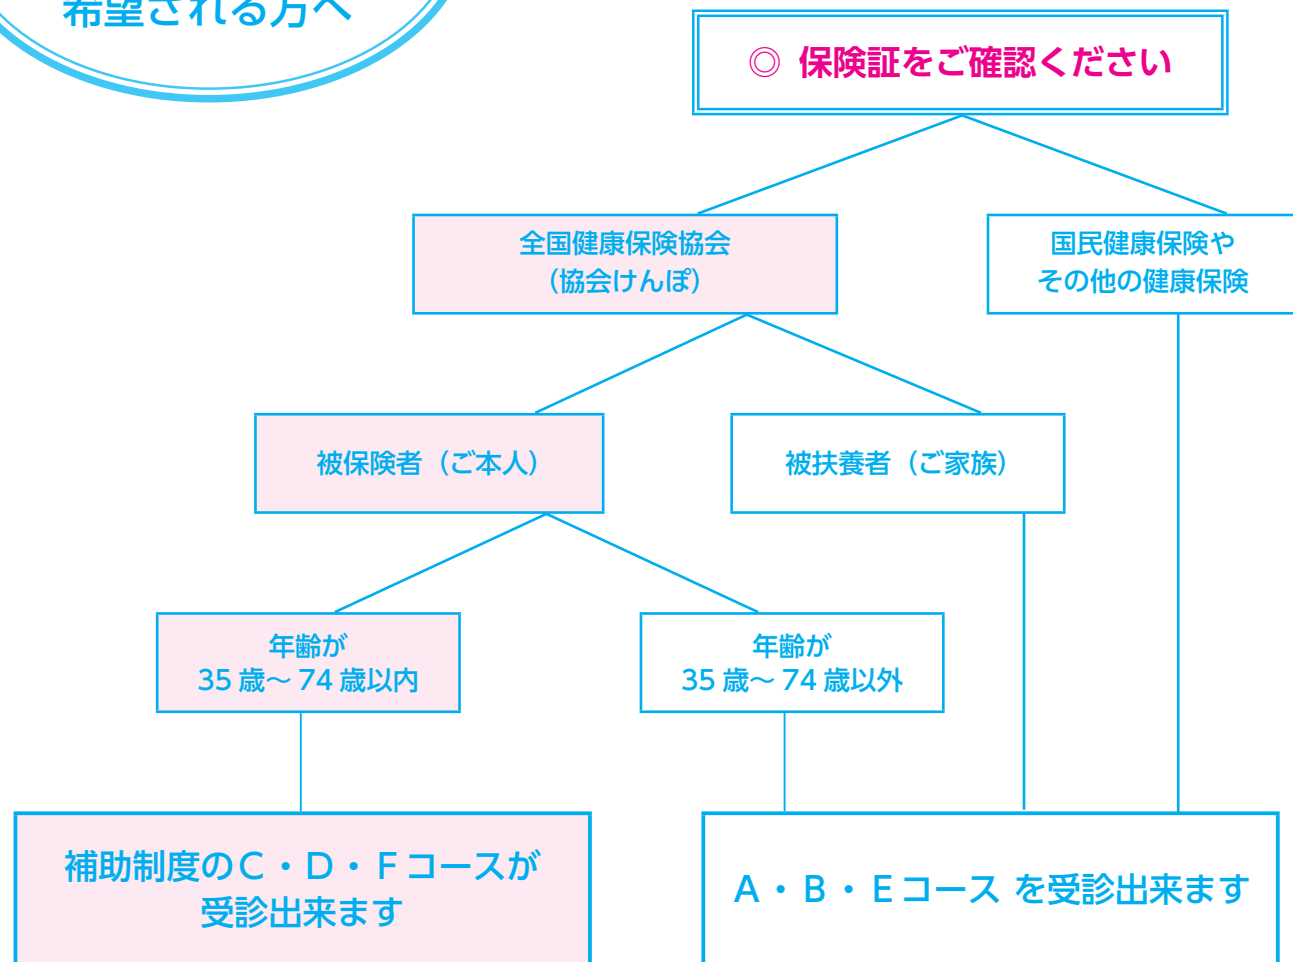 希望される方へ
◎ 保険証をご確認ください
全国健康保険協会
（協会けんぽ）
国民健康保険や
その他の健康保険
被保険者（ご本人）
被扶養者（ご家族）
年齢が
35 歳～ 74 歳以内
年齢が
35 歳～ 74 歳以外
補助制度のＣ・Ｄ・Ｆコースが
受診出来ます
Ａ・Ｂ・Ｅコース を受診出来ます